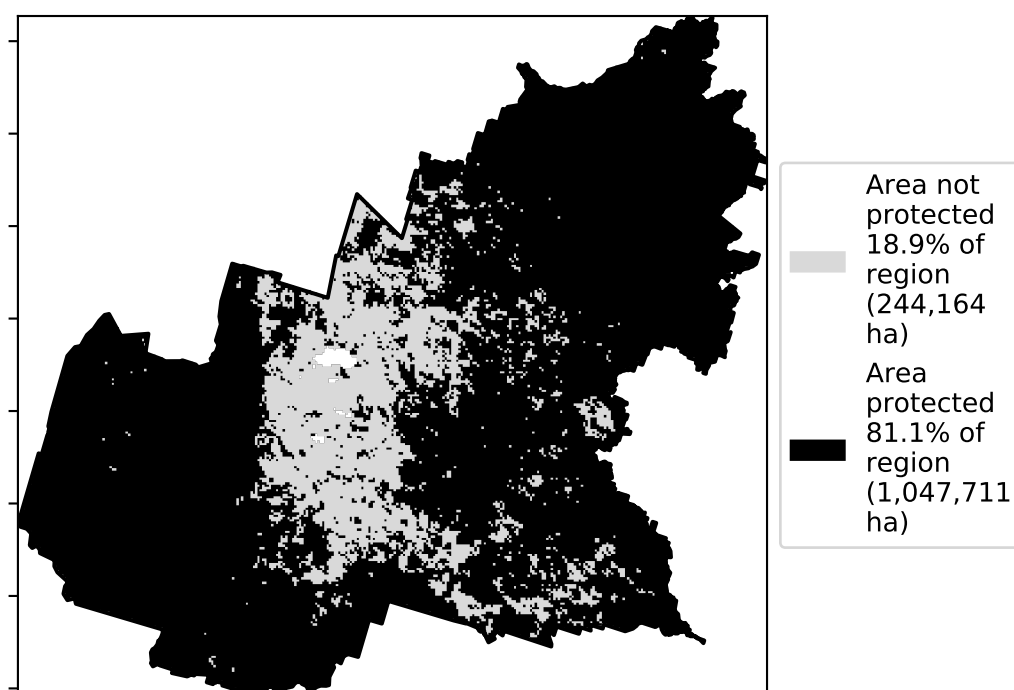 Area not
protected
18.9% of
region
(244,164
ha)
Area
protected
81.1% of
region
(1,047,711
ha)